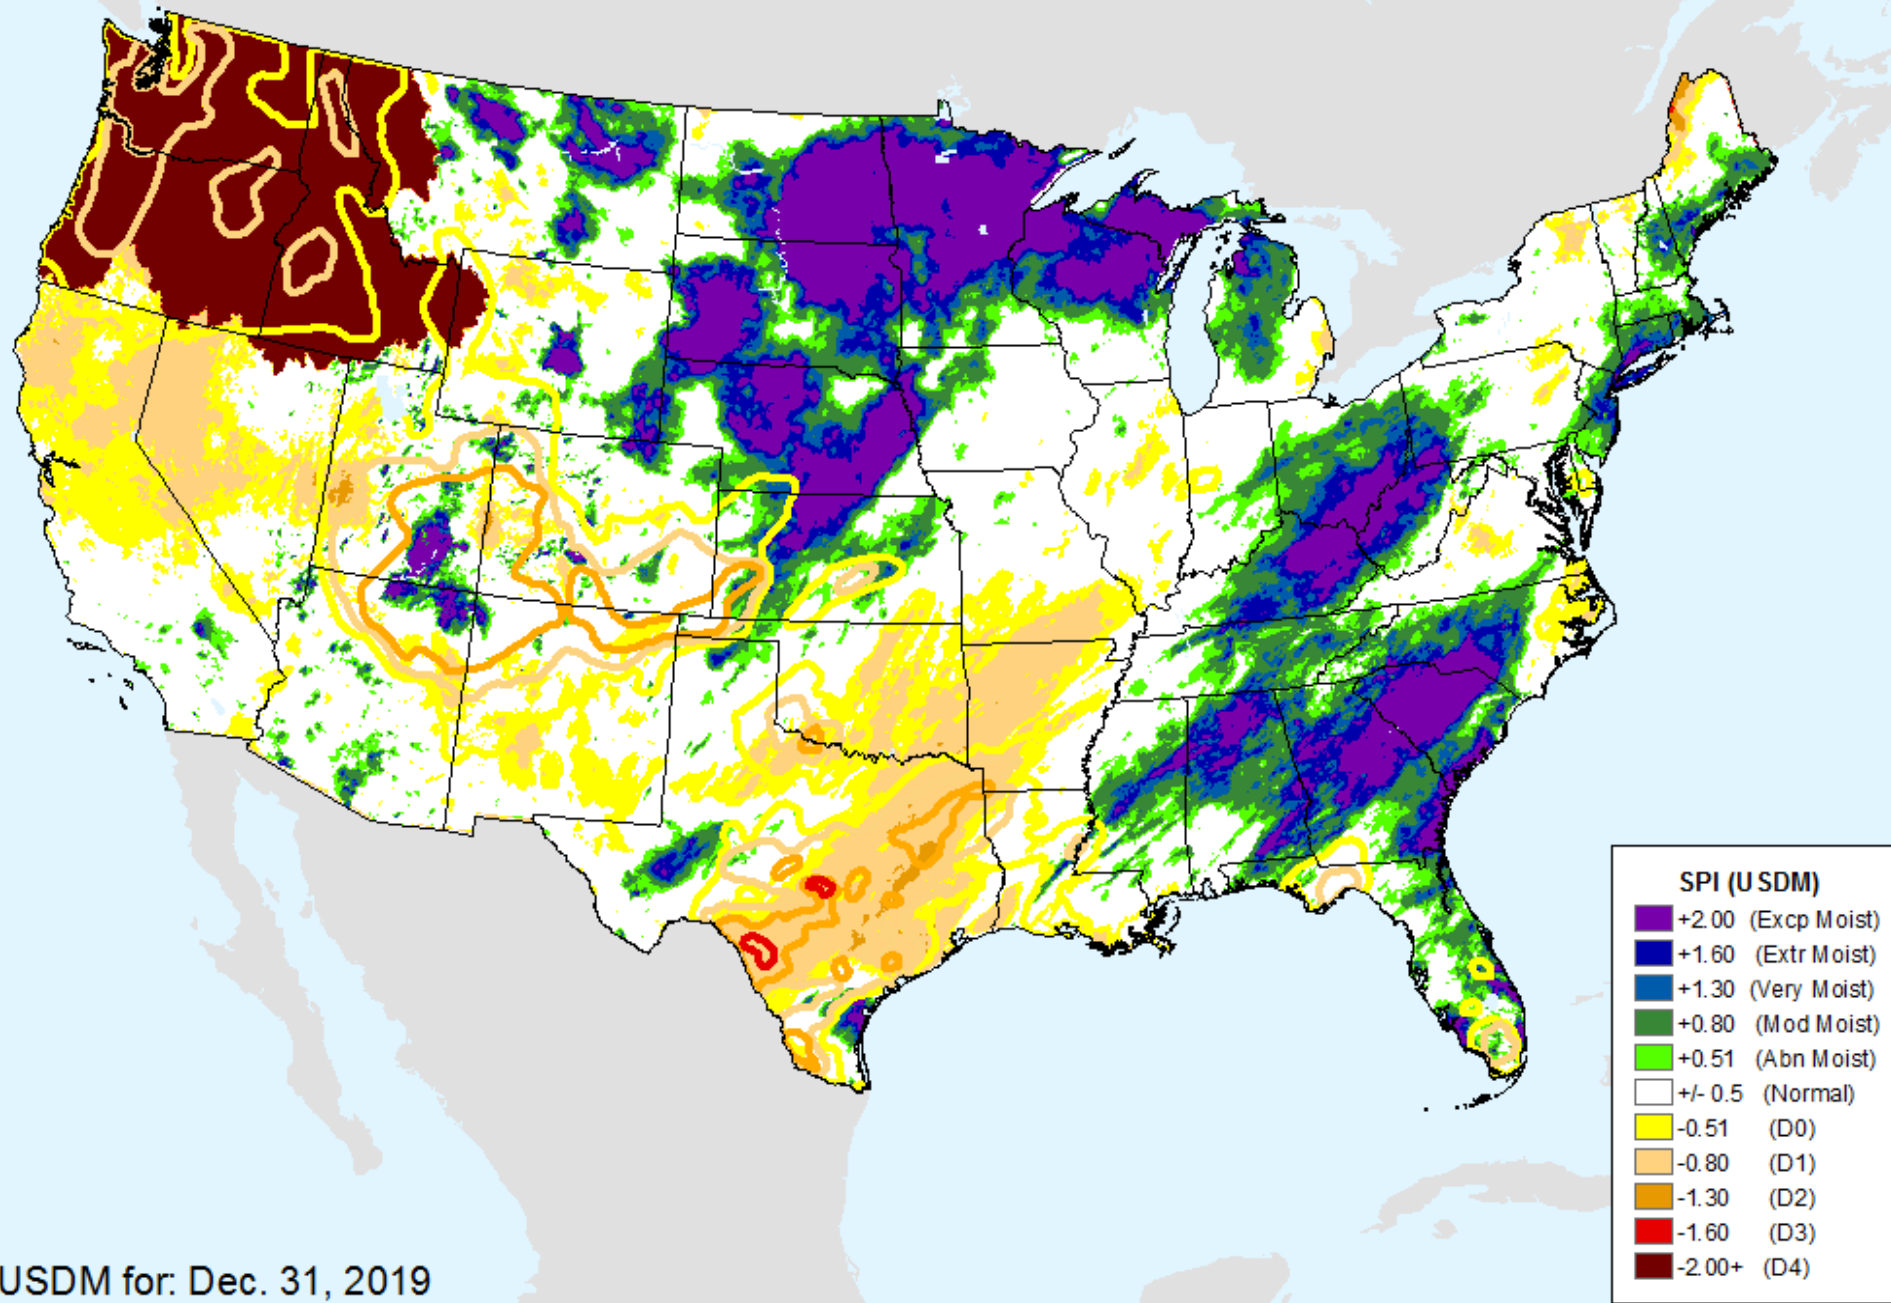 SPI (USDM)
+2.00 (Excp Moist)
+1.60 (Extr Moist)
+1.30 (Very Moist)
+0.80 (Mod Moist)
+0.51 (Abn Moist)
+/- 0.5 (Normal)
-0.51 (D0)
-0.80 (D1)
-1.30 (D2)
-1.60 (D3)
-2.00+ (D4)
USDM for: Dec. 31, 2019